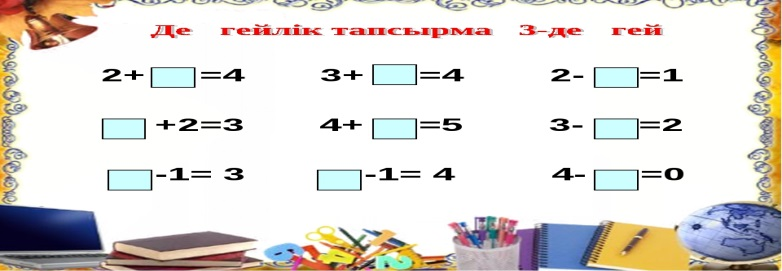 Де гейлік тапсырма 3-де гей
2+ =4 3+ =4 2- =1
+2=3 4+ =5 3- =2
-1= 3 -1= 4 4- =0